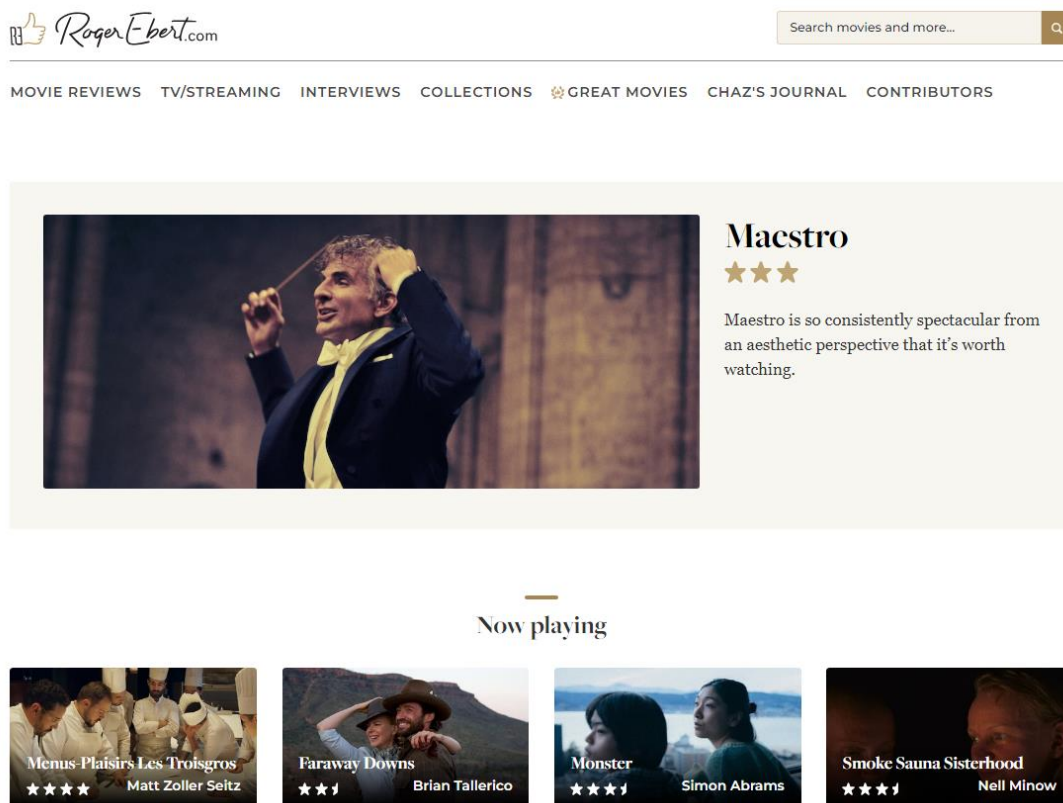 RogerEbert.com
Search movies and more...
MOVIE REVIEWS TV/STREAMING INTERVIEWS COLLECTIONS GREAT MOVIES CHAZ'S JOURNAL CONTRIBUTORS
Maestro
Maestro is so consistently spectacular from
an aesthetic perspective that it’s worth
watching.
Now playing
Menus-Plaisirs Les Troisgros
Matt Zoller Seitz
Faraway Downs
Brian Tallerico
Monster
Simon Abrams
Smoke Sauna Sisterhood
Nell Minow